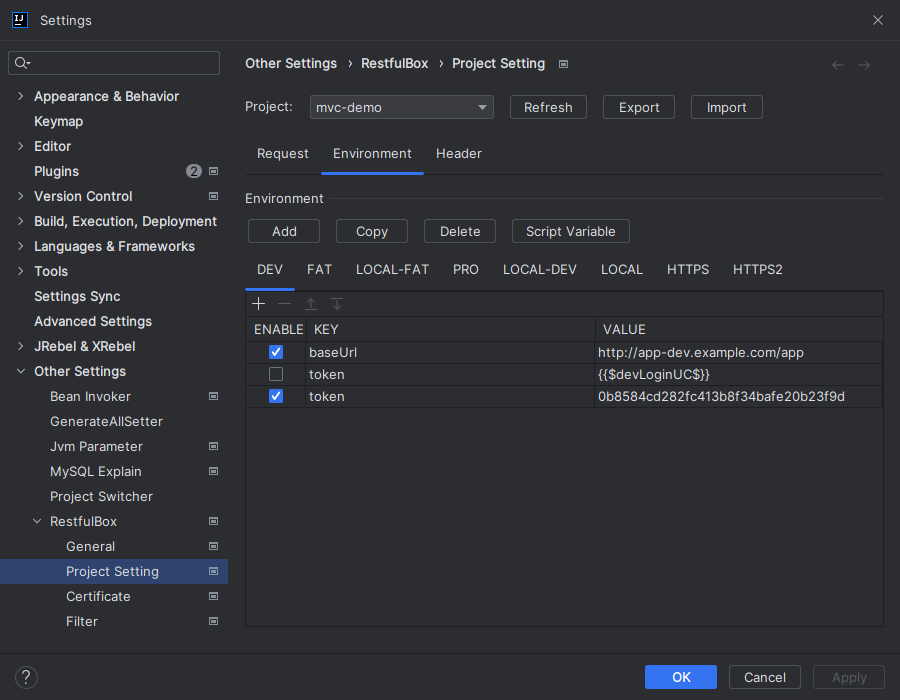 Settings
Other Settings › RestfulBox › Project Setting
Project: mvc-demo Refresh Export Import
Request Environment Header
Environment
Add Copy Delete Script Variable
DEV FAT LOCAL-FAT PRO LOCAL-DEV LOCAL HTTPS HTTPS2
ENABLE KEY VALUE
baseUrl http://app-dev.example.com/app
token {{$devLoginUC$}}
token 0b8584cd282fc413b8f34bafe20b23f9d
Appearance & Behavior
Keymap
Editor
Plugins 2
Version Control
Build, Execution, Deployment
Languages & Frameworks
Tools
Settings Sync
Advanced Settings
JRebel & XRebel
Other Settings
Bean Invoker
GenerateAllSetter
Jvm Parameter
MySQL Explain
Project Switcher
RestfulBox
General
Project Setting
Certificate
Filter
? OK Cancel Apply